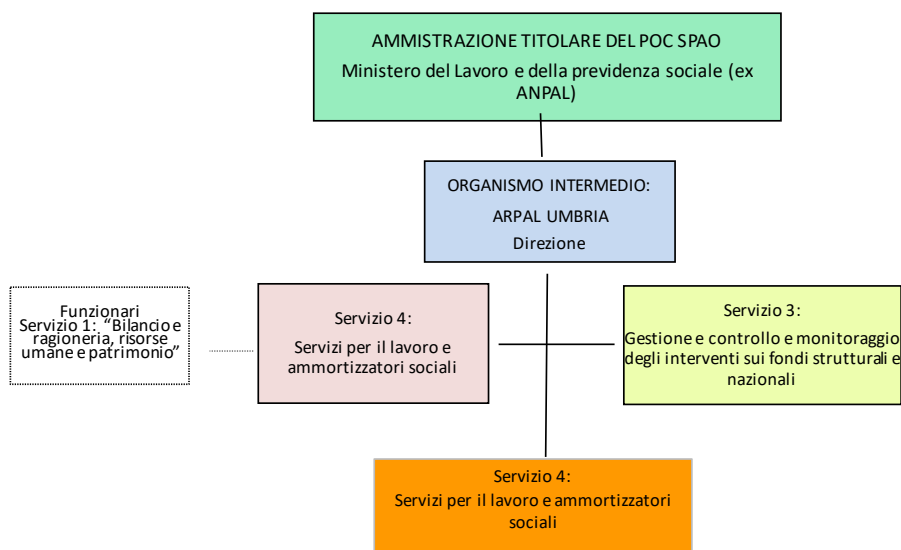 AMMISTRAZIONE TITOLARE DEL POC SPAO
Ministero del Lavoro e della previdenza sociale (ex
ANPAL)
ORGANISMO INTERMEDIO:
ARPAL UMBRIA
Direzione
Funzionari
Servizio 1: “Bilancio e
ragioneria, risorse
umane e patrimonio”
Servizio 4:
Servizi per il lavoro e
ammortizzatori sociali
Servizio 3:
Gestione e controllo e monitoraggio
degli interventi sui fondi strutturali e
nazionali
Servizio 4:
Servizi per il lavoro e ammortizzatori
sociali